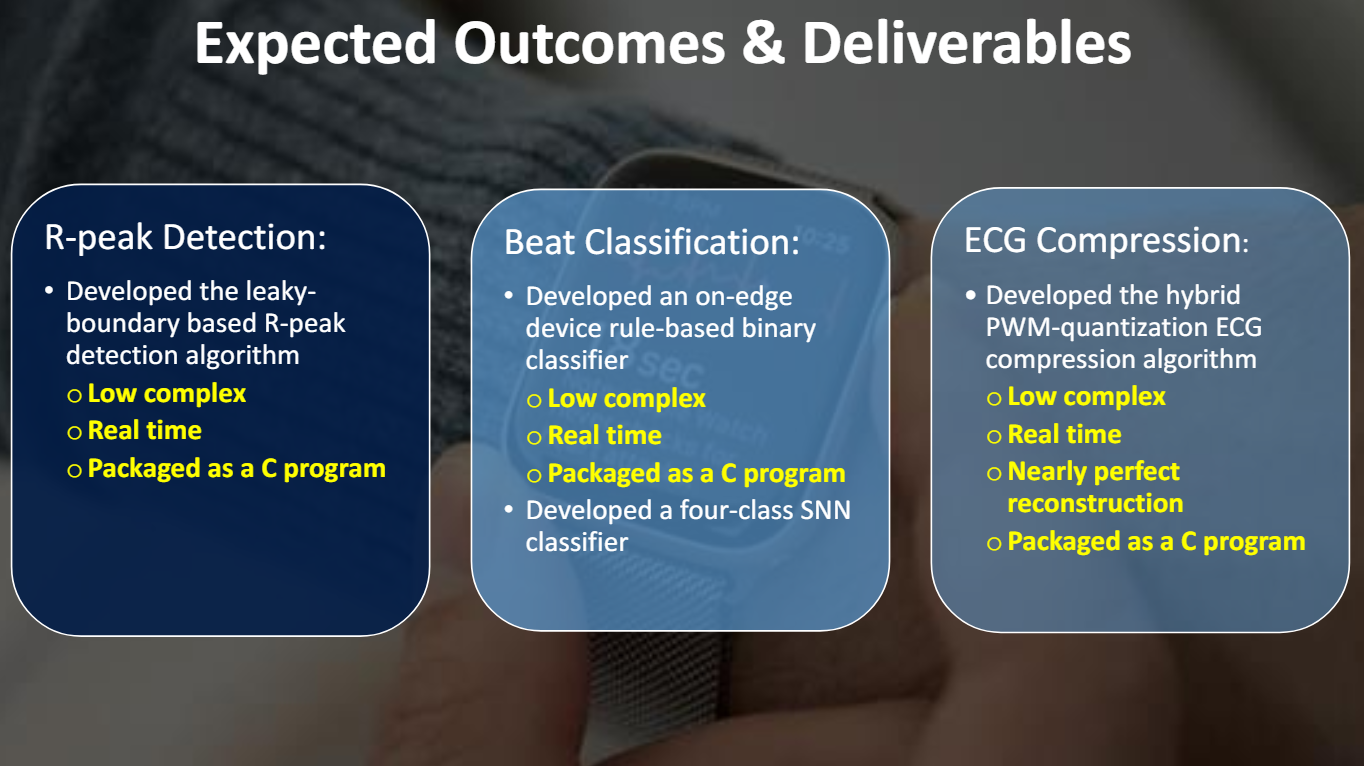 Expected Outcomes & Deliverables
R-peak Detection:
• Developed the leaky-
boundary based R-peak
detection algorithm
o Low complex
o Real time
o Packaged as a C program
Beat Classification:
• Developed an on-edge
device rule-based binary
classifier
o Low complex
o Real time
o Packaged as a C program
• Developed a four-class SNN
classifier
ECG Compression:
• Developed the hybrid
PWM-quantization ECG
compression algorithm
o Low complex
o Real time
o Nearly perfect
reconstruction
o Packaged as a C program
10:25
sec